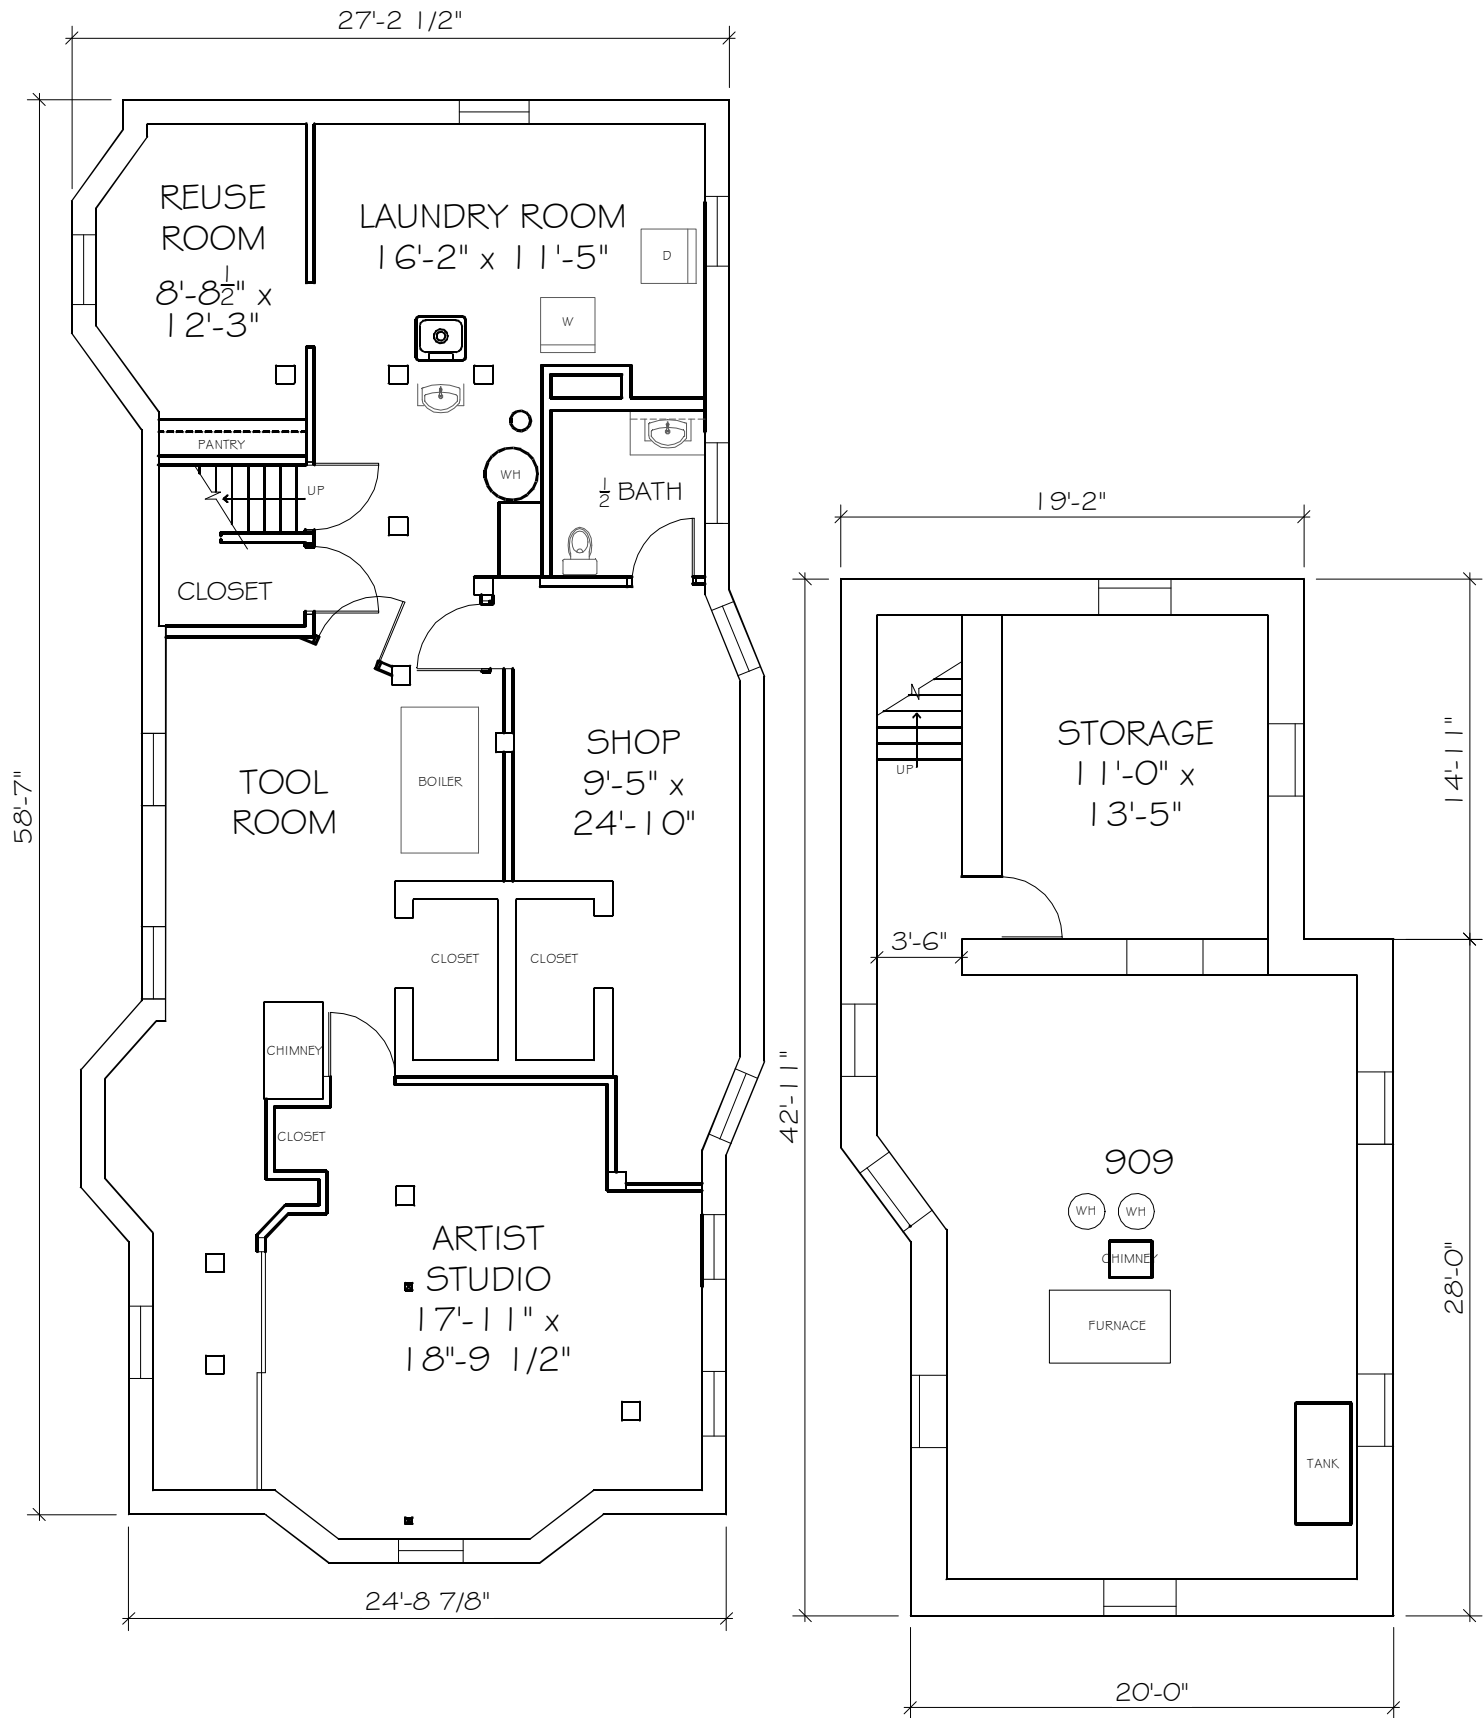 27'-2 1/2"
REUSE
ROOM
8'-8 1/2" x
12'-3"
LAUNDRY ROOM
16'-2" x 11'-5"
D
W
PANTRY
UP
WH
1/2 BATH
CLOSET
58'-7"
TOOL
ROOM
BOILER
SHOP
9'-5" x
24'-10"
CLOSET
CLOSET
CHIMNEY
CLOSET
ARTIST
STUDIO
17'-11" x
18"-9 1/2"
24'-8 7/8"
19'-2"
UP
STORAGE
11'-0" x
13'-5"
14'-11"
3'-6"
42'-11"
909
WH
WH
CHIMNEY
FURNACE
28'-0"
TANK
20'-0"